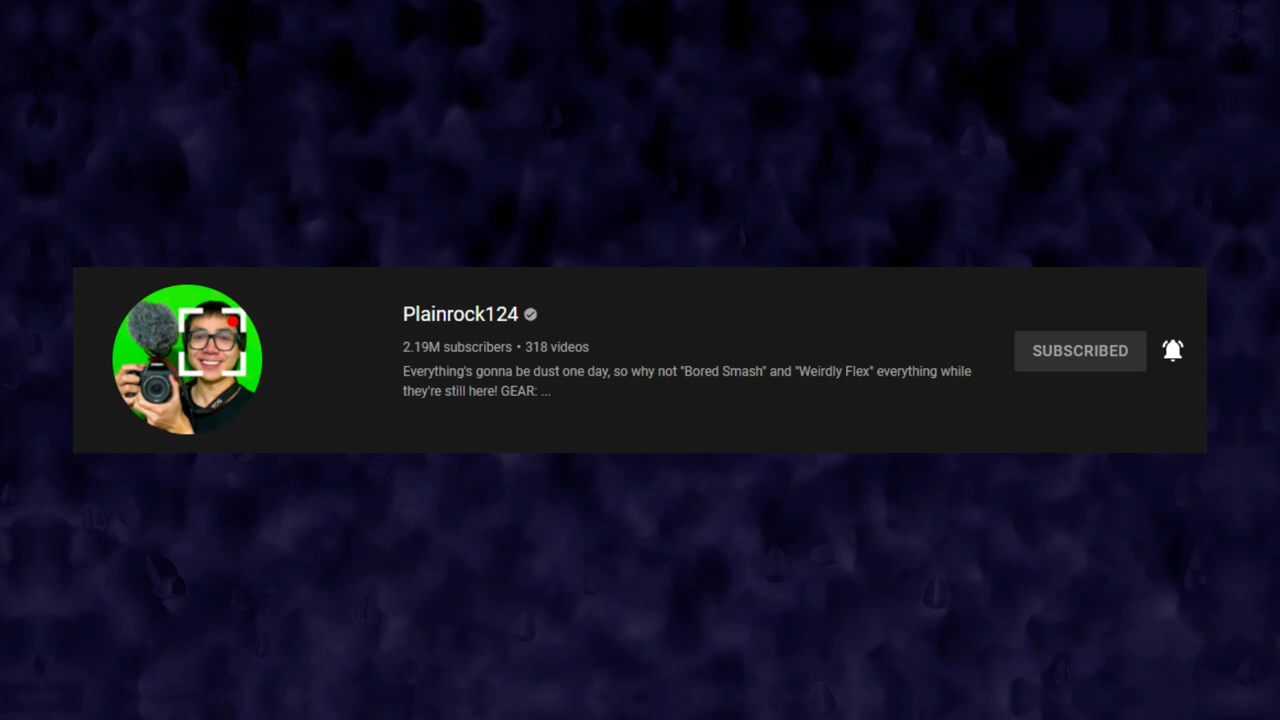 Plainrock124
2.19M subscribers • 318 videos
Everything's gonna be dust one day, so why not "Bored Smash" and "Weirdly Flex" everything while
they're still here! GEAR: ...
SUBSCRIBED